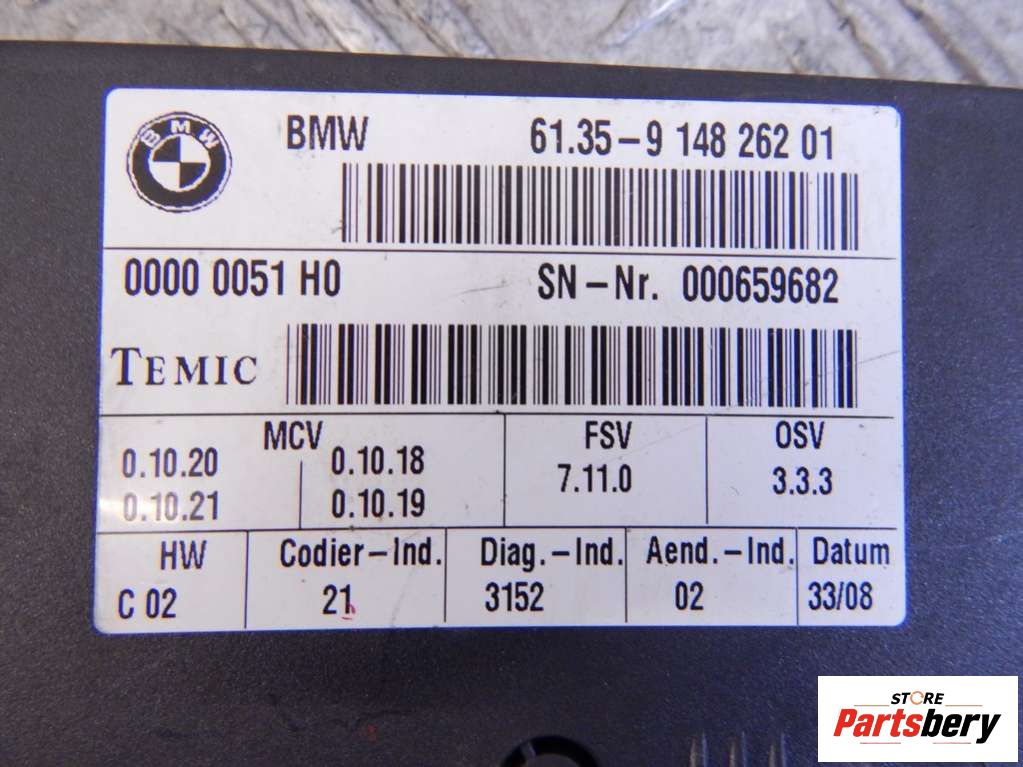 BMW
BMW 61.35-9 148 262 01
0000 0051 H0 SN-Nr. 000659682
TEMIC
MCV FSV OSV
0.10.20 0.10.18 7.11.0 3.3.3
0.10.21 0.10.19
HW Codier-Ind. Diag.-Ind. Aend.-Ind. Datum
C 02 21 3152 02 33/08
STORE
Partsbery